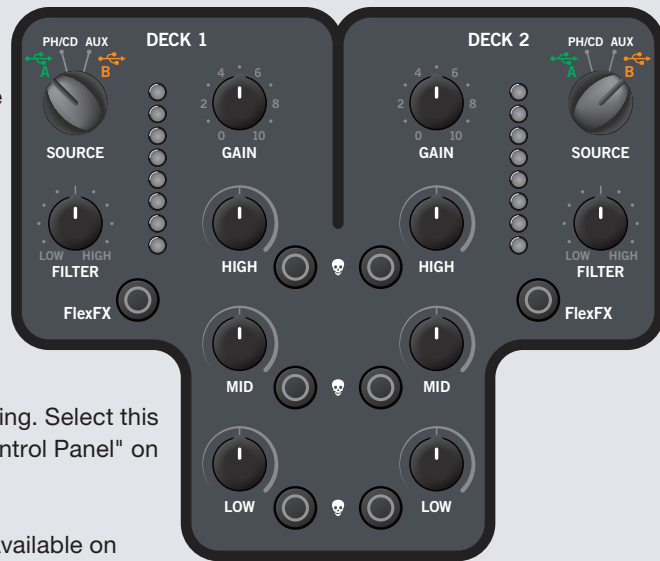 DECK 1
DECK 2
PH/CD AUX
PH/CD AUX
A
B
A
B
4 6
4 6
2 8
2 8
0 10
0 10
SOURCE
GAIN
GAIN
SOURCE
LOW HIGH
FILTER
HIGH
HIGH
LOW HIGH
FILTER
FlexFX
FlexFX
MID
MID
ing. Select this
ntrol Panel" on
LOW
LOW
available on